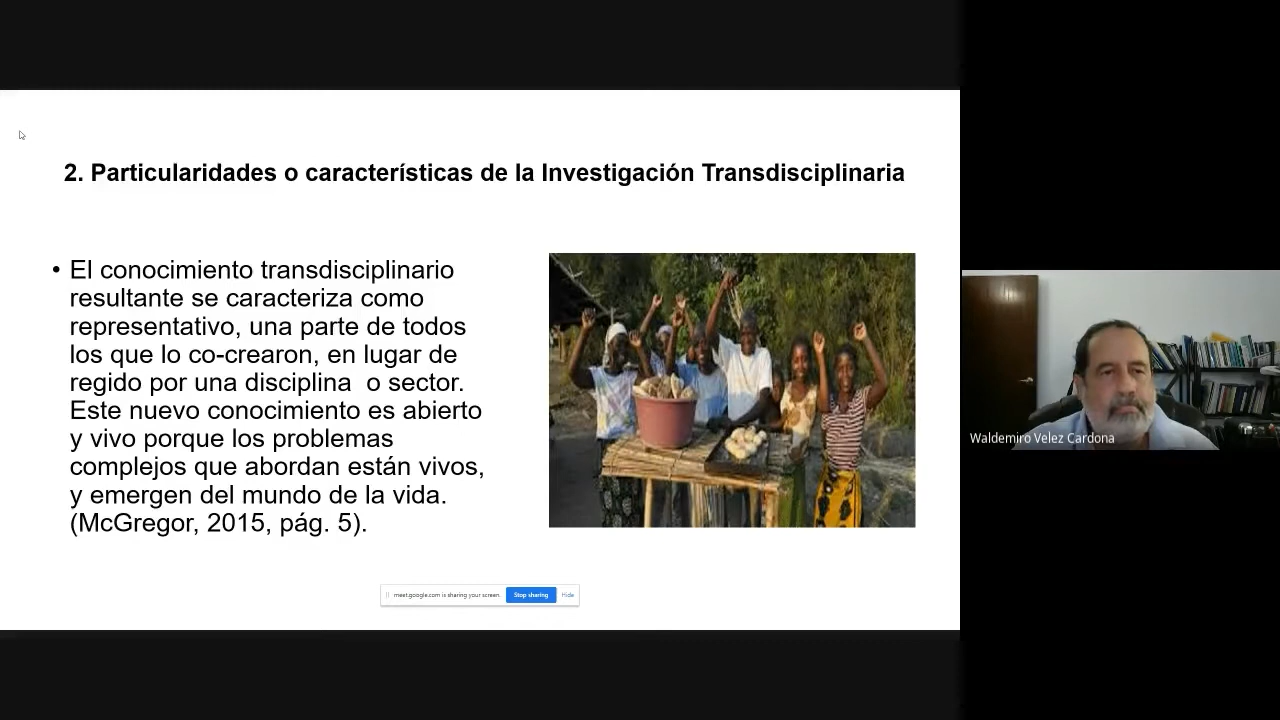 2. Particularidades o características de la Investigación Transdisciplinaria
• El conocimiento transdisciplinario
resultante se caracteriza como
representativo, una parte de todos
los que lo co-crearon, en lugar de
regido por una disciplina  o sector.
Este nuevo conocimiento es abierto
y vivo porque los problemas
complejos que abordan están vivos,
y emergen del mundo de la vida.
(McGregor, 2015, pág. 5).
Waldemiro Velez Cardona
meet.google.com is sharing your screen. Stop sharing Hide